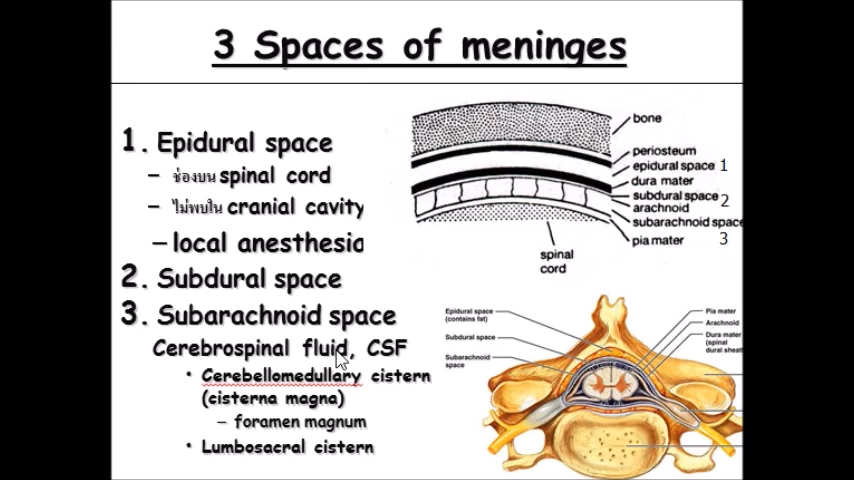 3 Spaces of meninges
1. Epidural space
– ช่องบน spinal cord
– ไม่พบใน cranial cavity
– local anesthesia
2. Subdural space
3. Subarachnoid space
Cerebrospinal fluid, CSF
• Cerebellomedullary cistern
(cisterna magna)
– foramen magnum
• Lumbosacral cistern
bone
periosteum
epidural space 1
dura mater
subdural space 2
arachnoid
subarachnoid space
pia mater 3
spinal
cord
Epidural space
(contains fat)
Subdural space
Subarachnoid
space
Pia mater
Arachnoid
Dura mater
(spinal
dural sheath